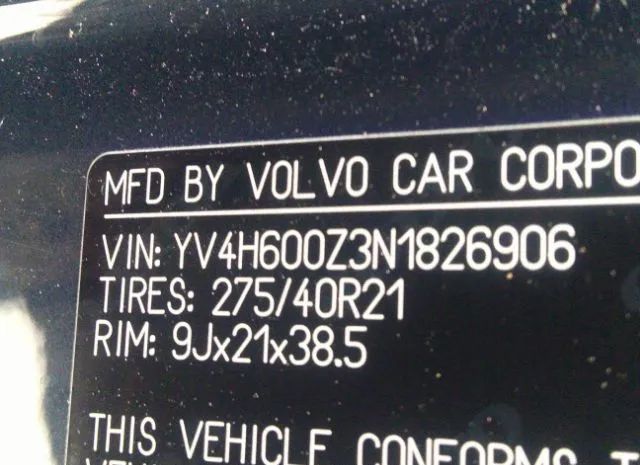 MFD BY VOLVO CAR CORPO
VIN: YV4H600Z3N1826906
TIRES: 275/40R21
RIM: 9Jx21x38.5
THIS VEHICLE CONFORMS T